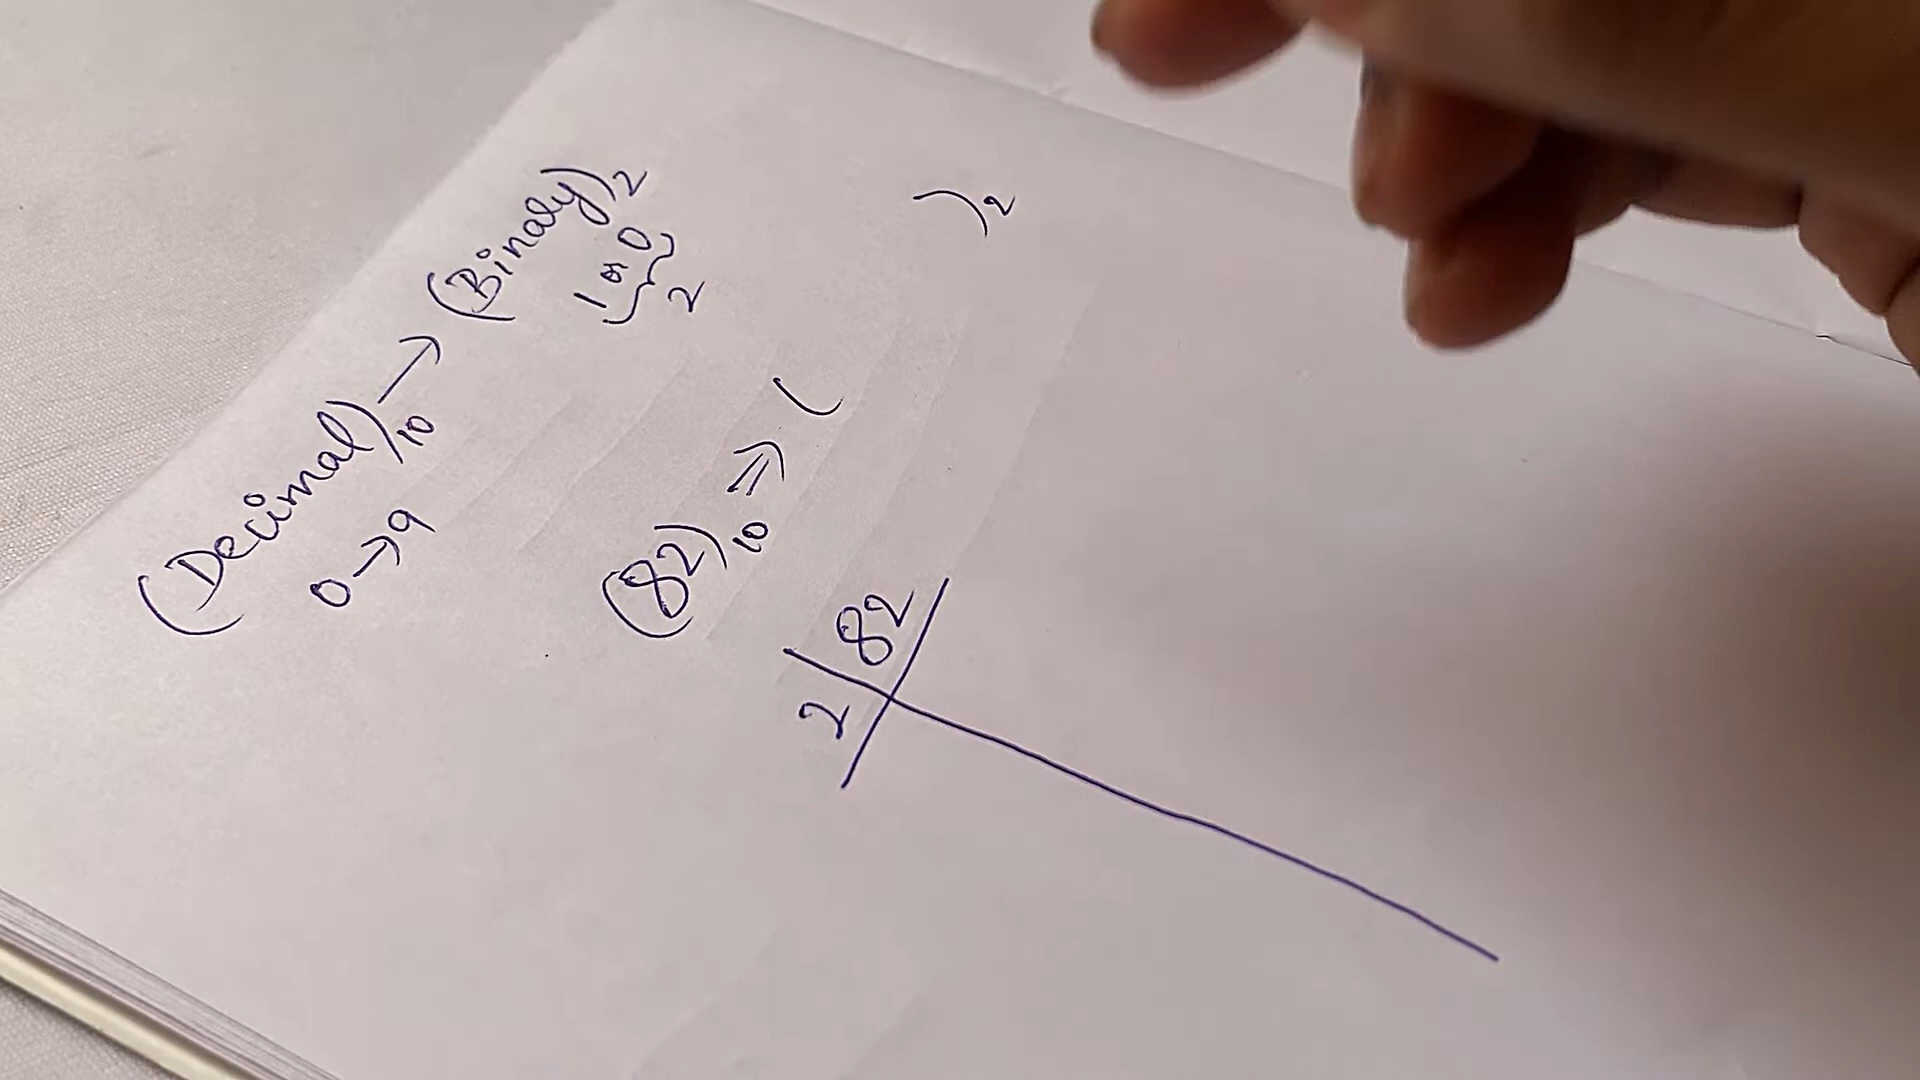 (Decimal)₁₀ → (Binary)₂
0 → 9 1 or 0
2
(82)₁₀ ⇒ ( )₂
2 | 82